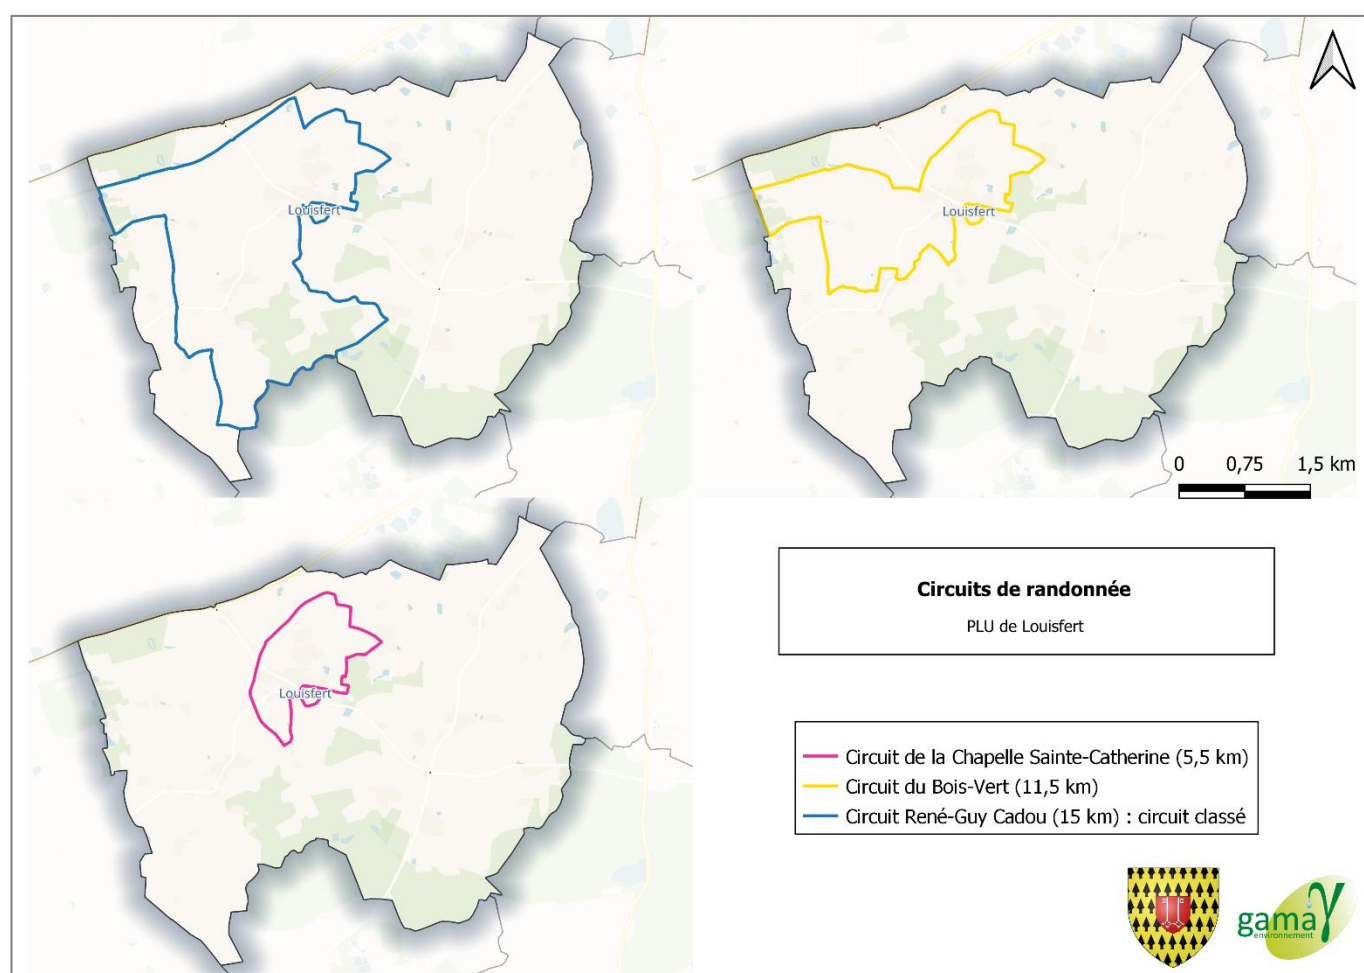 Louisfert
Louisfert
0 0,75 1,5 km
Louisfert
Circuits de randonnée
PLU de Louisfert
Circuit de la Chapelle Sainte-Catherine (5,5 km)
Circuit du Bois-Vert (11,5 km)
Circuit René-Guy Cadou (15 km) : circuit classé
gama
environnement